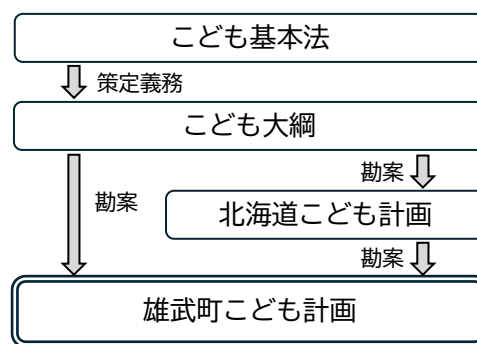 こども基本法
策定義務
こども大綱
勘案
勘案
北海道こども計画
勘案
雄武町こども計画